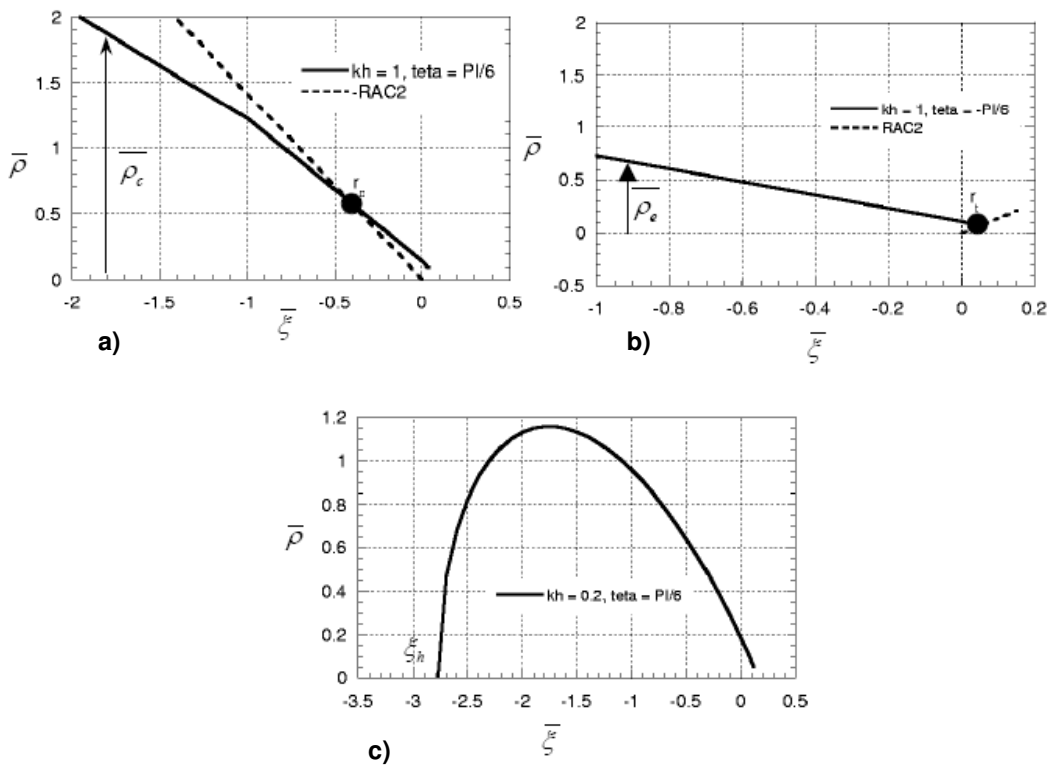 2
1.5
1
0.5
0
ρ̅
ρ̅_c
kh = 1, teta = PI/6
-RAC2
-2 -1.5 -1 -0.5 0 0.5
ξ̅
a)
2
1.5
1
0.5
0
-0.5
ρ̅
ρ̅_e
kh = 1, teta = -PI/6
RAC2
r_t
-1 -0.8 -0.6 -0.4 -0.2 0 0.2
ξ̅
b)
1.2
1
0.8
0.6
0.4
0.2
0
ρ̅
ξ_h
kh = 0.2, teta = PI/6
-3.5 -3 -2.5 -2 -1.5 -1 -0.5 0 0.5
ξ̅
c)